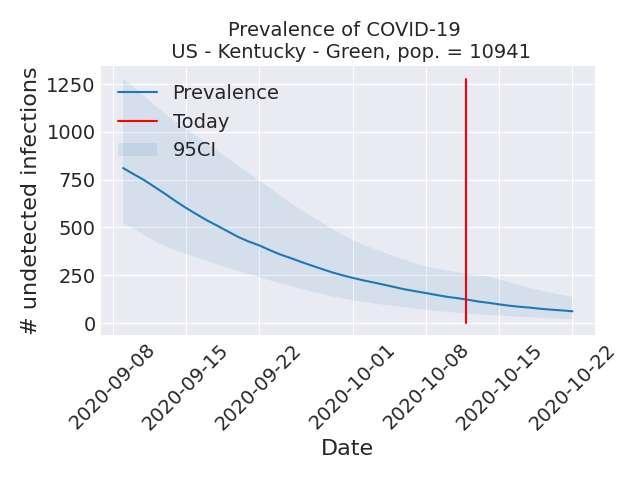 Prevalence of COVID-19
US - Kentucky - Green, pop. = 10941
# undetected infections
1250
1000
750
500
250
0
Prevalence
Today
95CI
2020-09-08
2020-09-15
2020-09-22
2020-10-01
2020-10-08
2020-10-15
2020-10-22
Date